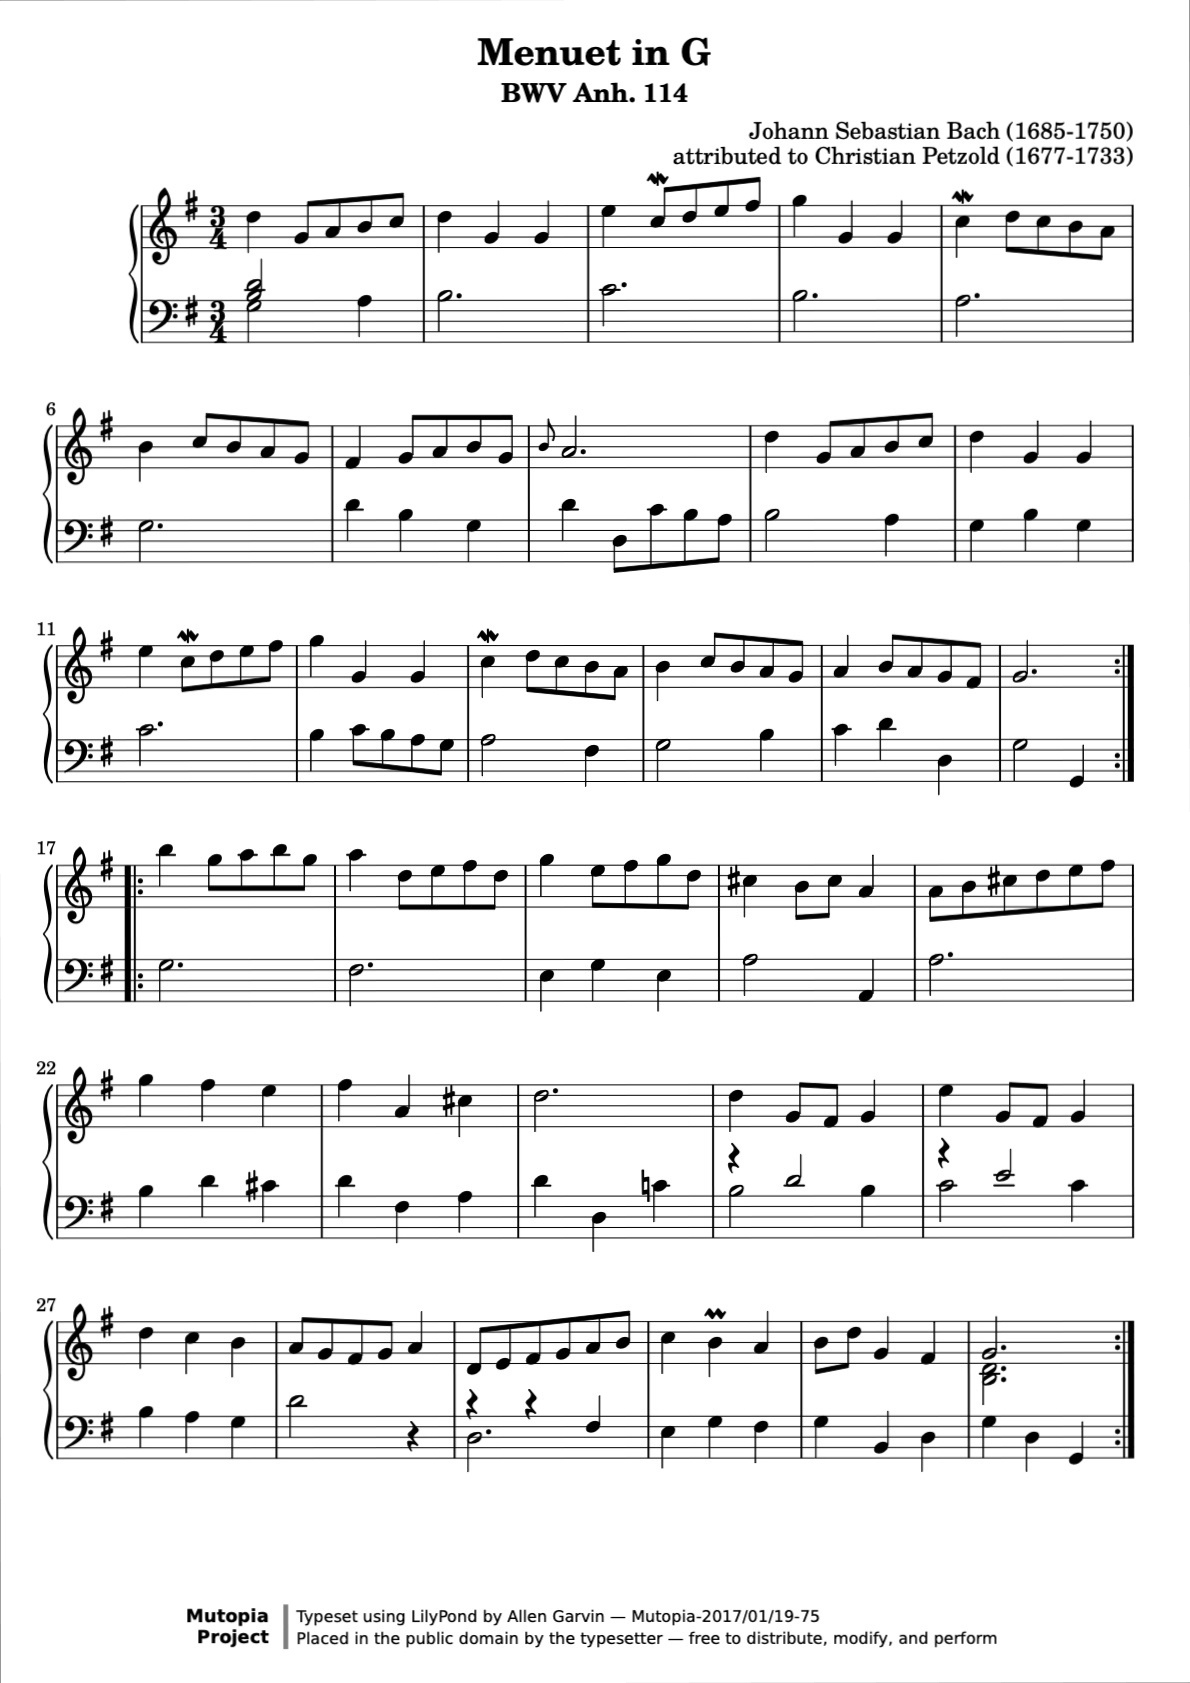 Menuet in G
BWV Anh. 114
Johann Sebastian Bach (1685-1750)
attributed to Christian Petzold (1677-1733)
3
4
3
4
6
11
17
22
27
Mutopia Project
Typeset using LilyPond by Allen Garvin — Mutopia-2017/01/19-75
Placed in the public domain by the typesetter — free to distribute, modify, and perform